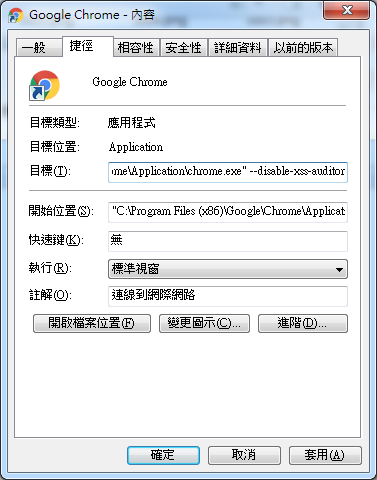 Google Chrome - 內容
一般 捷徑 相容性 安全性 詳細資料 以前的版本
Google Chrome
目標類型: 應用程式
目標位置: Application
目標(T): ome\Application\chrome.exe" --disable-xss-auditor
開始位置(S): "C:\Program Files (x86)\Google\Chrome\Applicat
快速鍵(K): 無
執行(R): 標準視窗
註解(O): 連線到網際網路
開啟檔案位置(F) 變更圖示(C)... 進階(D)...
確定 取消 套用(A)